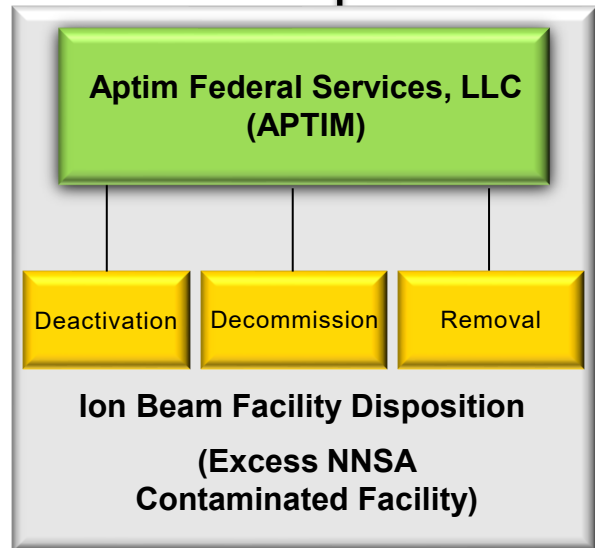 Aptim Federal Services, LLC
(APTIM)
Deactivation
Decommission
Removal
Ion Beam Facility Disposition
(Excess NNSA
Contaminated Facility)